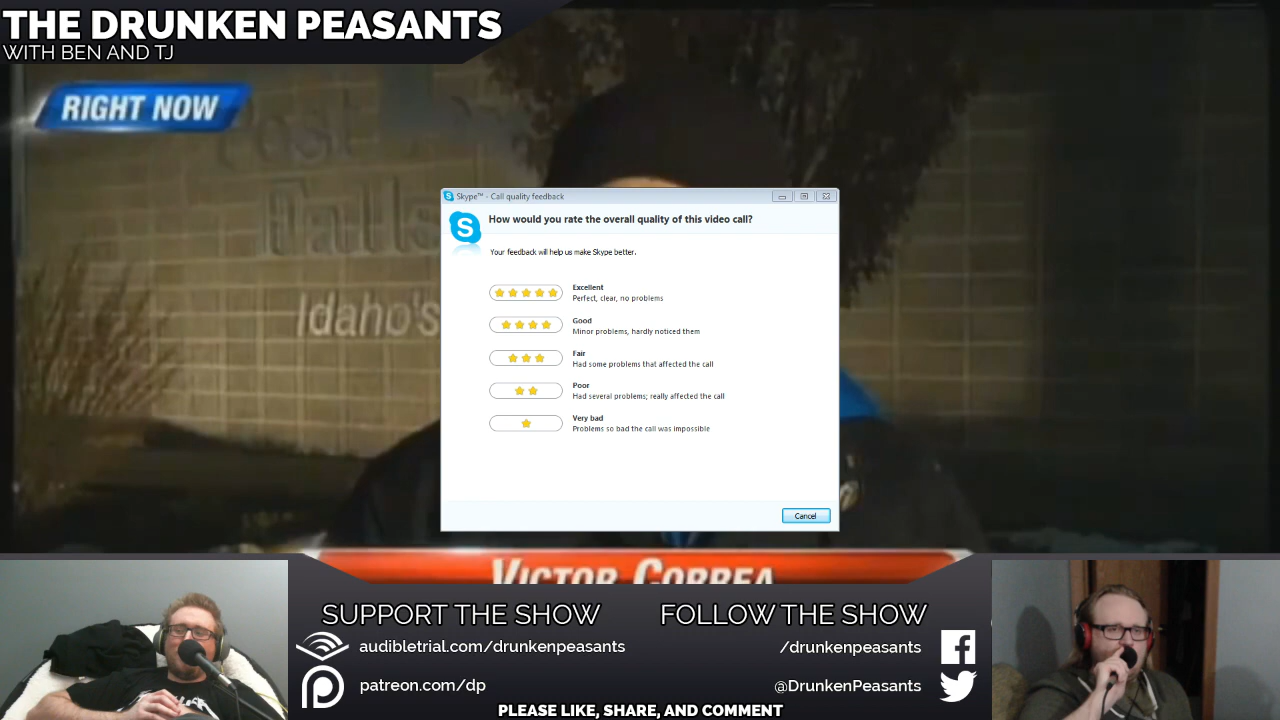 THE DRUNKEN PEASANTS
WITH BEN AND TJ
RIGHT NOW
Falls
Idaho's
Skype™ - Call quality feedback
How would you rate the overall quality of this video call?
Your feedback will help us make Skype better.
Excellent
Perfect, clear, no problems
Good
Minor problems, hardly noticed them
Fair
Had some problems that affected the call
Poor
Had several problems; really affected the call
Very bad
Problems so bad the call was impossible
Cancel
VICTOR CORREA
SUPPORT THE SHOW
audibletrial.com/drunkenpeasants
patreon.com/dp
FOLLOW THE SHOW
/drunkenpeasants
@DrunkenPeasants
PLEASE LIKE, SHARE, AND COMMENT